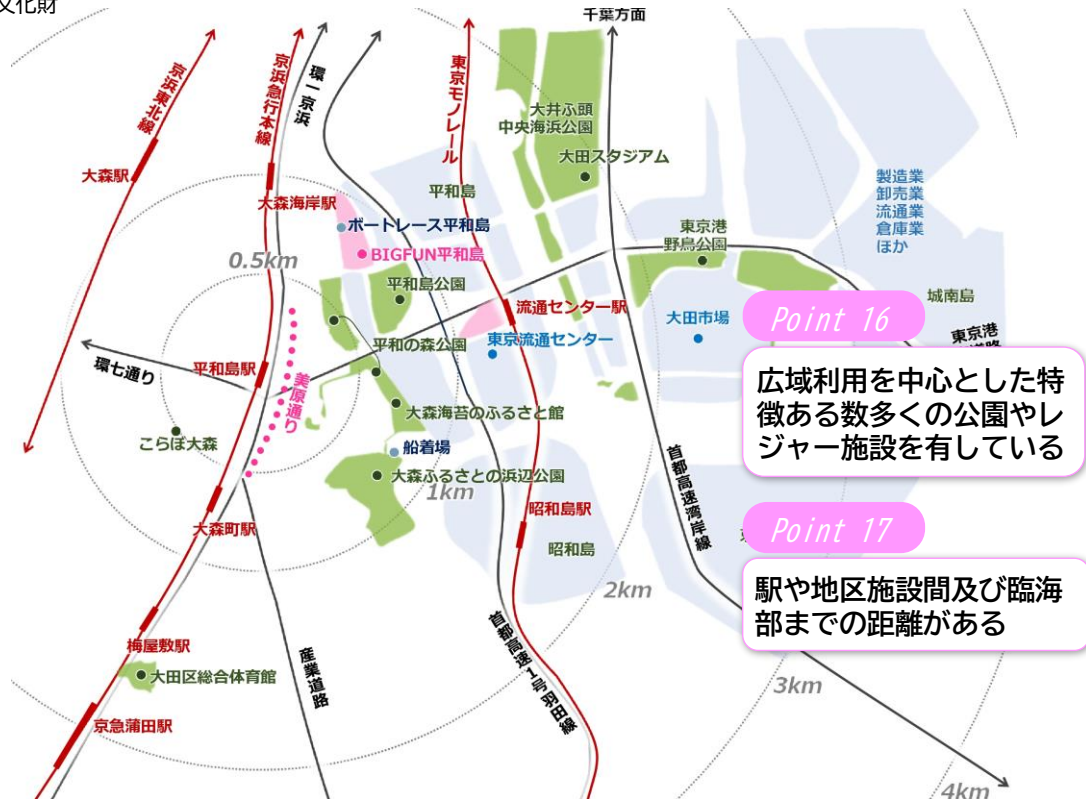 文化財
千葉方面
京浜東北線
京浜急行本線
環一京浜
東京モノレール
大井ふ頭
中央海浜公園
大田スタジアム
大森駅
大森海岸駅
平和島
ボートレース平和島
BIGFUN平和島
製造業
卸売業
流通業
倉庫業
ほか
東京港
野鳥公園
0.5km
平和島公園
流通センター駅
城南島
大田市場
東京流通センター
平和の森公園
東京港
環七通り
平和島駅
美原通り
大森海苔のふるさと館
こらぼ大森
船着場
大森ふるさとの浜辺公園
1km
大森町駅
昭和島駅
昭和島
首都高速湾岸線
2km
梅屋敷駅
大田区総合体育館
産業道路
首都高速1号羽田線
京急蒲田駅
3km
4km
Point 16
広域利用を中心とした特
徴ある数多くの公園やレ
ジャー施設を有している
Point 17
駅や地区施設間及び臨海
部までの距離がある